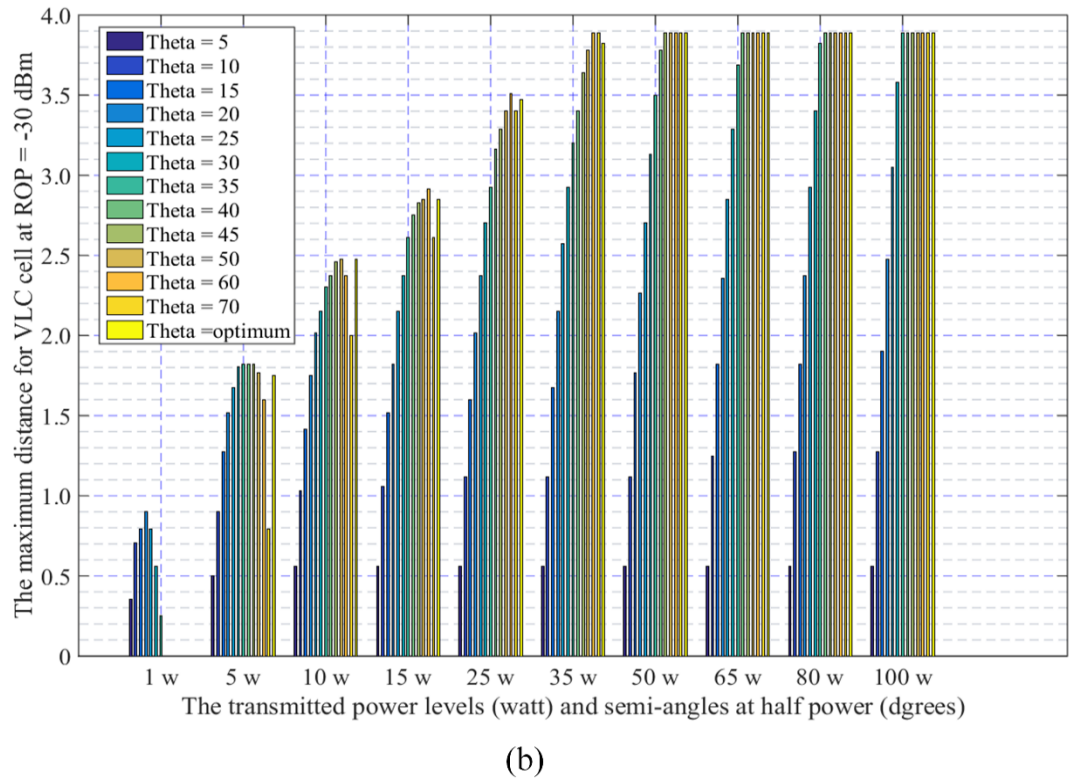 The maximum distance for VLC cell at ROP = -30 dBm
4.0
3.5
3.0
2.5
2.0
1.5
1.0
0.5
0
Theta = 5
Theta = 10
Theta = 15
Theta = 20
Theta = 25
Theta = 30
Theta = 35
Theta = 40
Theta = 45
Theta = 50
Theta = 60
Theta = 70
Theta =optimum
1 w 5 w 10 w 15 w 25 w 35 w 50 w 65 w 80 w 100 w
The transmitted power levels (watt) and semi-angles at half power (dgrees)
(b)